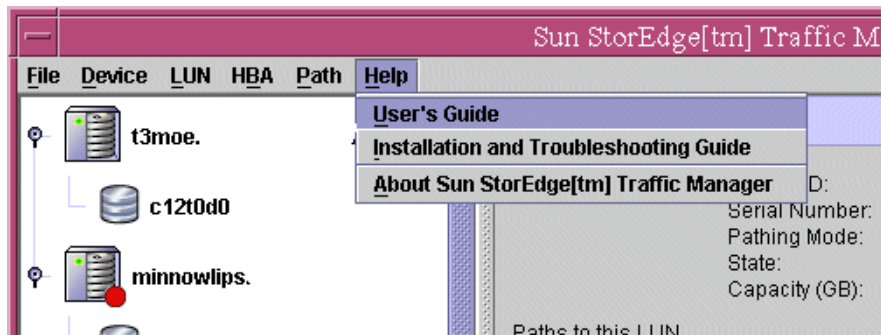 Sun StorEdge[tm] Traffic M
File Device LUN HBA Path Help
User's Guide
Installation and Troubleshooting Guide
About Sun StorEdge[tm] Traffic Manager
t3moe.
c12t0d0
minnowlips.
D:
Serial Number:
Pathing Mode:
State:
Capacity (GB):
Paths to this LUN